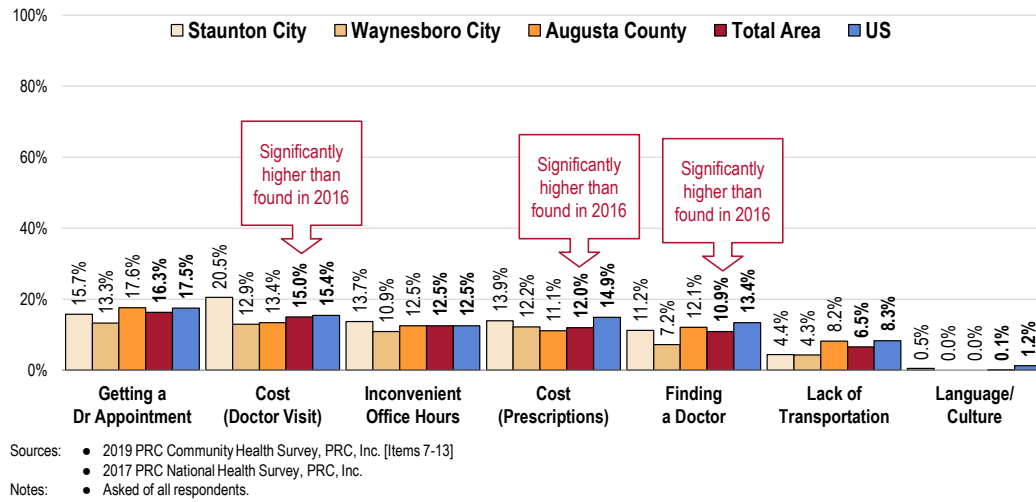 100%
80%
60%
40%
20%
0%
Staunton City Waynesboro City Augusta County Total Area US
Significantly
higher than
found in 2016
Significantly
higher than
found in 2016
Significantly
higher than
found in 2016
15.7% 13.3% 17.6% 16.3% 17.5%
20.5% 12.9% 13.4% 15.0% 15.4%
13.7% 10.9% 12.5% 12.5% 12.5%
13.9% 12.2% 11.1% 12.0% 14.9%
11.2% 7.2% 12.1% 10.9% 13.4%
4.4% 4.3% 8.2% 6.5% 8.3%
0.5% 0.0% 0.0% 0.1% 1.2%
Getting a
Dr Appointment
Cost
(Doctor Visit)
Inconvenient
Office Hours
Cost
(Prescriptions)
Finding
a Doctor
Lack of
Transportation
Language/
Culture
Sources: ● 2019 PRC Community Health Survey, PRC, Inc. [Items 7-13]
● 2017 PRC National Health Survey, PRC, Inc.
Notes: ● Asked of all respondents.